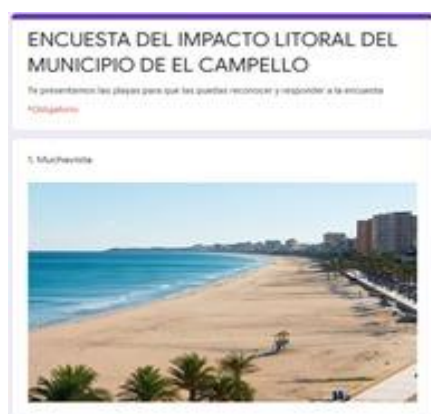 ENCUESTA DEL IMPACTO LITORAL DEL
MUNICIPIO DE EL CAMPELLO
Te presentamos las playas para que las puedas reconocer y responder a la encuesta
*Obligatorio
1. Muchavista